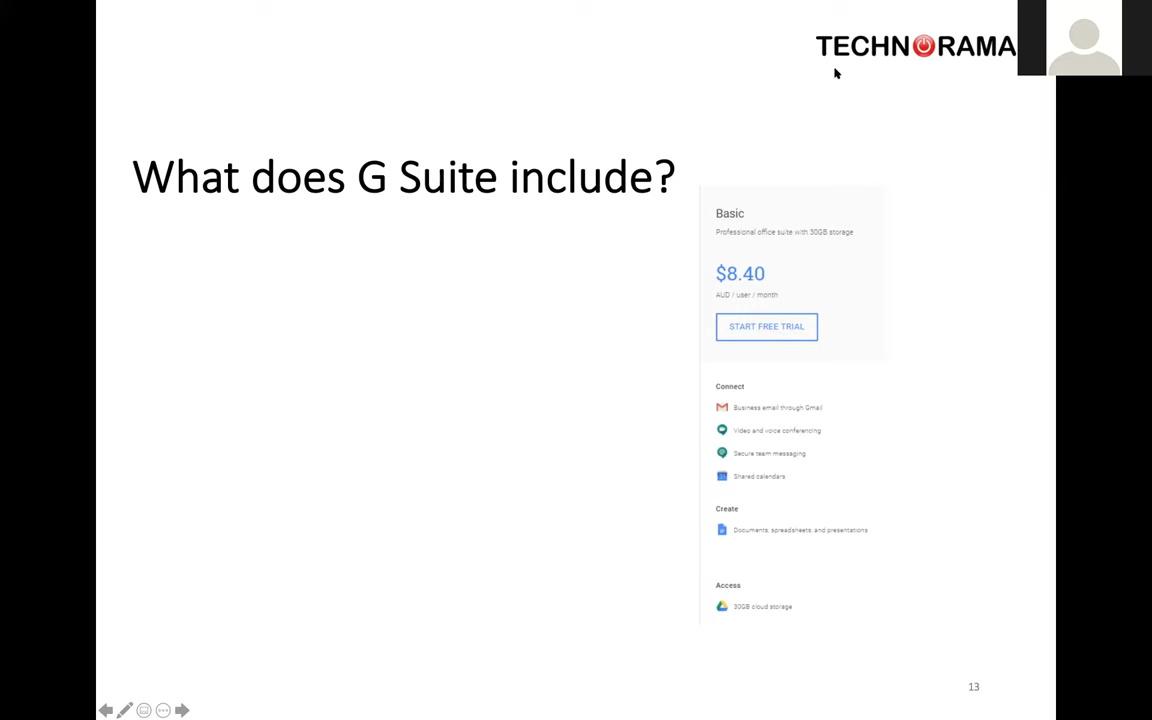 TECHNORAMA
What does G Suite include?
Basic
Professional office suite with 30GB storage
$8.40
AUD / user / month
START FREE TRIAL
Connect
Business email through Gmail
Video and voice conferencing
Secure team messaging
Shared calendars
Create
Documents, spreadsheets, and presentations
Access
30GB cloud storage
13